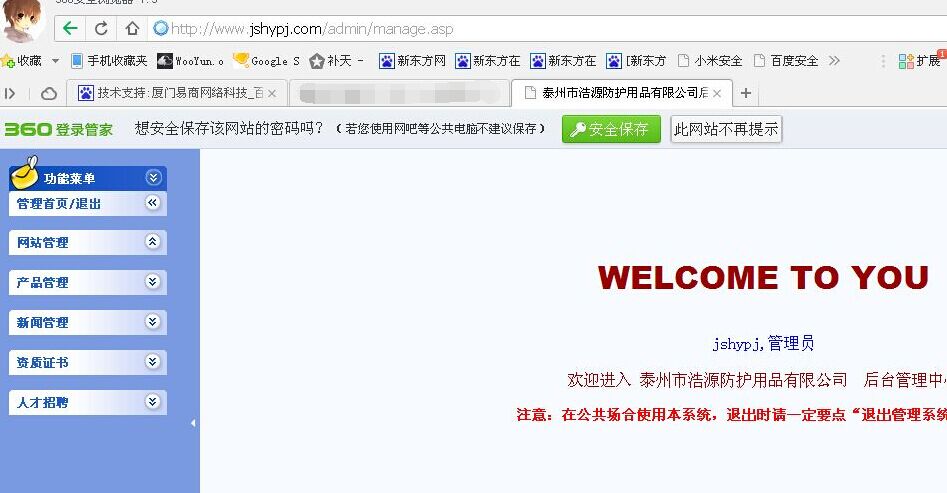 http://www.jshypj.com/admin/manage.asp
收藏 手机收藏夹 WooYun.o Google S 补天 - 新东方网 新东方在 新东方在 [新东方 小米安全 百度安全 扩展
技术支持:厦门易商网络科技_百 泰州市浩源防护用品有限公司后
360登录管家 想安全保存该网站的密码吗？（若您使用网吧等公共电脑不建议保存） 安全保存 此网站不再提示
功能菜单
管理首页/退出
网站管理
产品管理
新闻管理
资质证书
人才招聘
WELCOME TO YOU
jshypj,管理员
欢迎进入 泰州市浩源防护用品有限公司 后台管理中
注意：在公共场合使用本系统，退出时请一定要点“退出管理系统